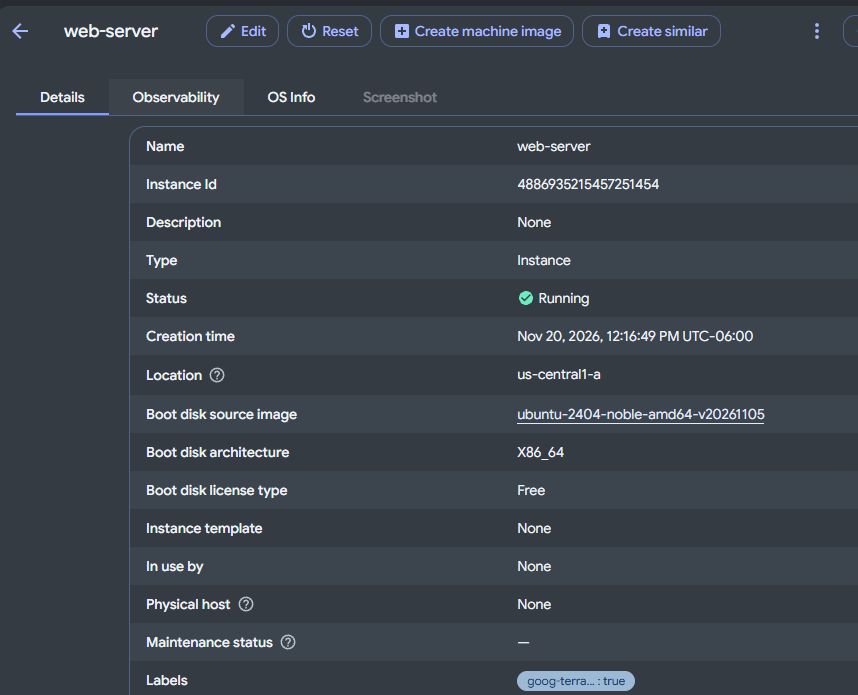 web-server Edit Reset Create machine image Create similar
Details Observability OS Info Screenshot
Name web-server
Instance Id 4886935215457251454
Description None
Type Instance
Status Running
Creation time Nov 20, 2026, 12:16:49 PM UTC-06:00
Location us-central1-a
Boot disk source image ubuntu-2404-noble-amd64-v20261105
Boot disk architecture X86_64
Boot disk license type Free
Instance template None
In use by None
Physical host None
Maintenance status —
Labels goog-terra... : true